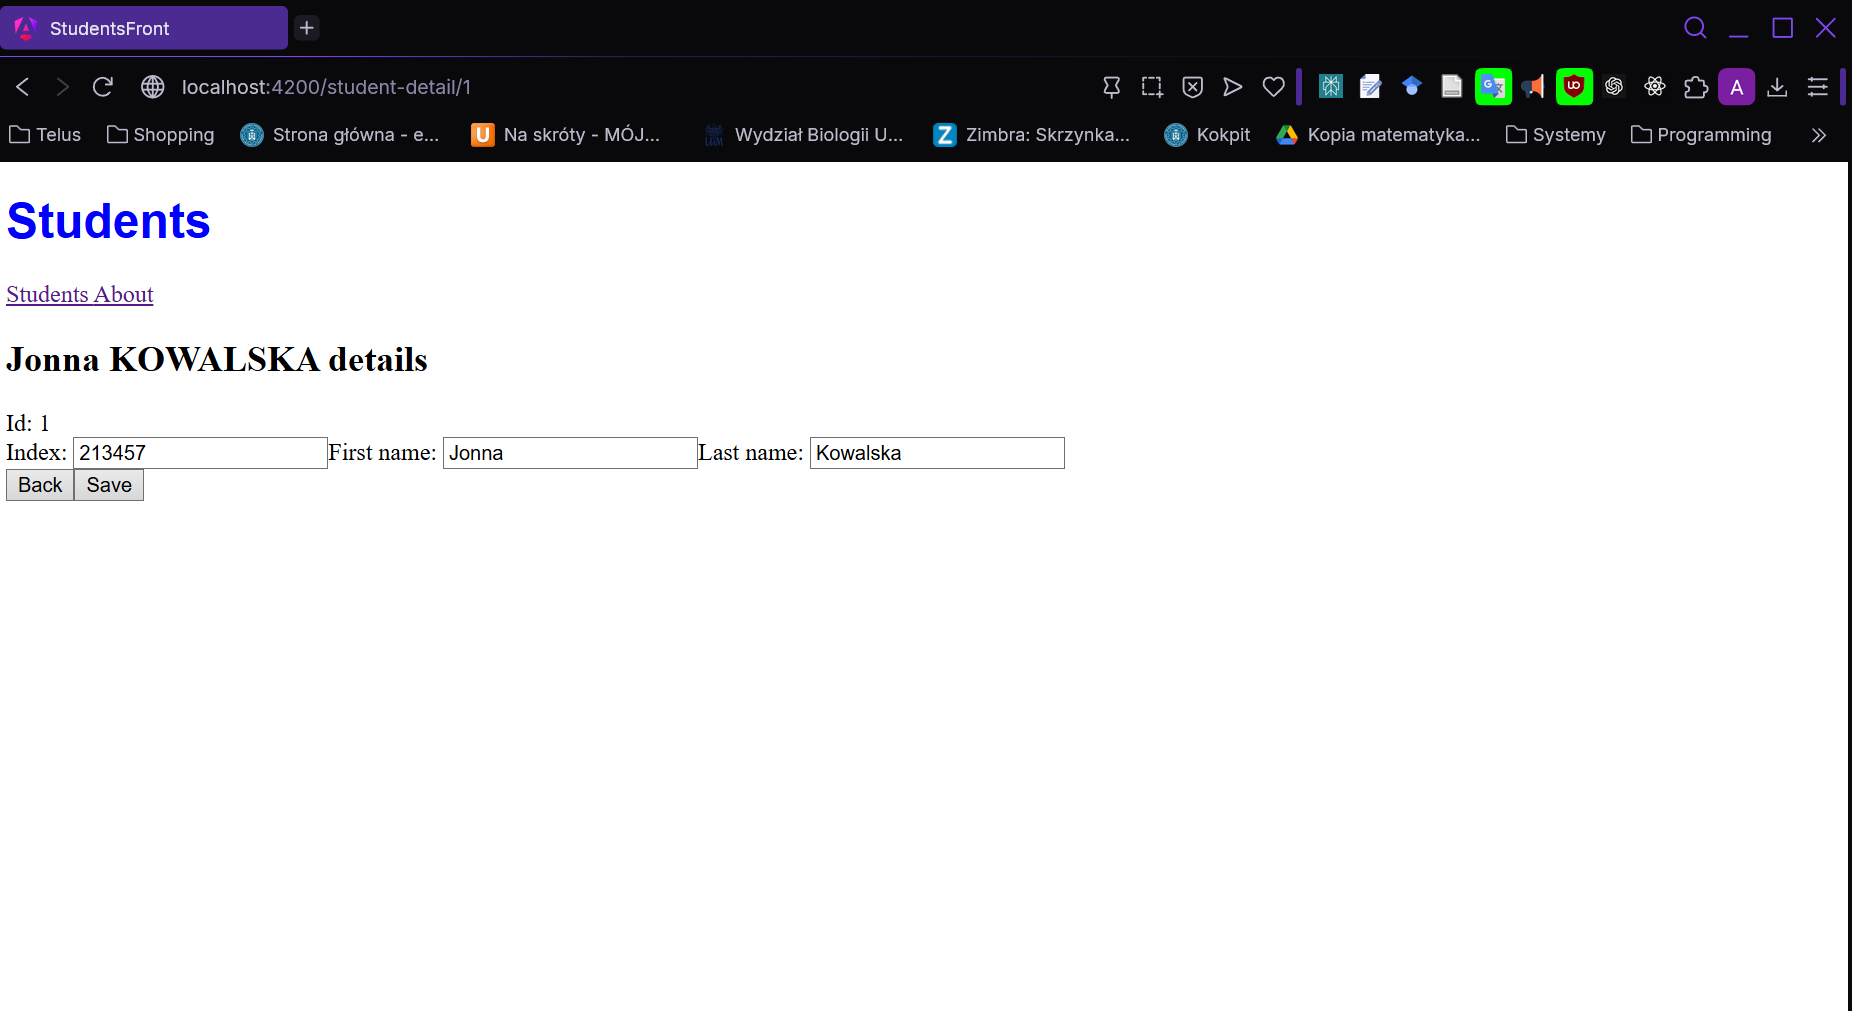 StudentsFront
localhost:4200/student-detail/1
A
Telus Shopping Strona główna - e... U Na skróty - MÓJ... Wydział Biologii U... Z Zimbra: Skrzynka... Kokpit Kopia matematyka... Systemy Programming
Students
Students About
Jonna KOWALSKA details
Id: 1
Index: 213457 First name: Jonna Last name: Kowalska
Back Save